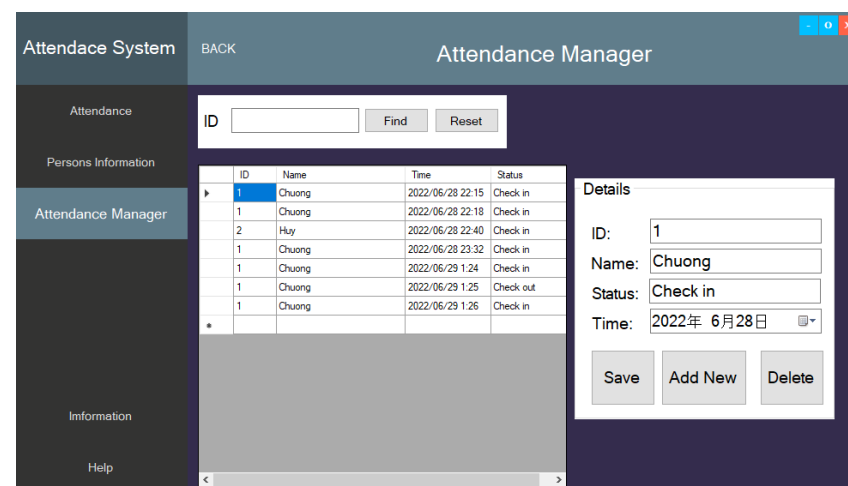 Attendace System
BACK
Attendance Manager
- O X
Attendance
Persons Information
Attendance Manager
Imformation
Help
ID
Find
Reset
ID Name Time Status
1 Chuong 2022/06/28 22:15 Check in
1 Chuong 2022/06/28 22:18 Check in
2 Huy 2022/06/28 22:40 Check in
1 Chuong 2022/06/28 23:32 Check in
1 Chuong 2022/06/29 1:24 Check in
1 Chuong 2022/06/29 1:25 Check out
1 Chuong 2022/06/29 1:26 Check in
Details
ID: 1
Name: Chuong
Status: Check in
Time: 2022年 6月28日
Save
Add New
Delete